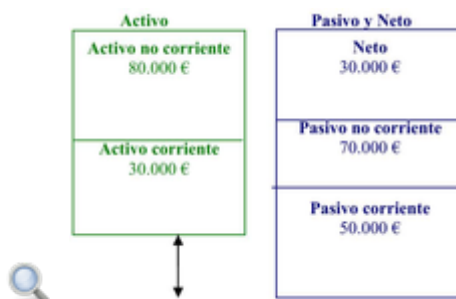 Activo
Activo no corriente
80.000 €
Activo corriente
30.000 €
Pasivo y Neto
Neto
30.000 €
Pasivo no corriente
70.000 €
Pasivo corriente
50.000 €